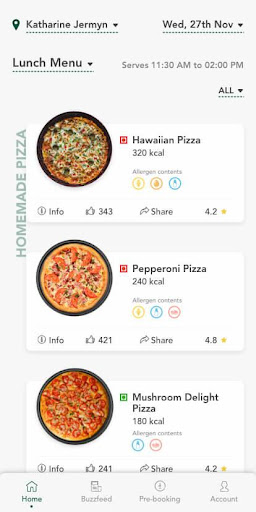 Katharine Jermyn
Wed, 27th Nov
Lunch Menu
Serves 11:30 AM to 02:00 PM
ALL
HOMEMADE PIZZA
Hawaiian Pizza
320 kcal
Allergen contents
Info
343
Share
4.2
Pepperoni Pizza
240 kcal
Allergen contents
Info
421
Share
4.8
Mushroom Delight
Pizza
180 kcal
Allergen contents
Info
441
Share
4.2
Home
Buzzfeed
Pre-booking
Account